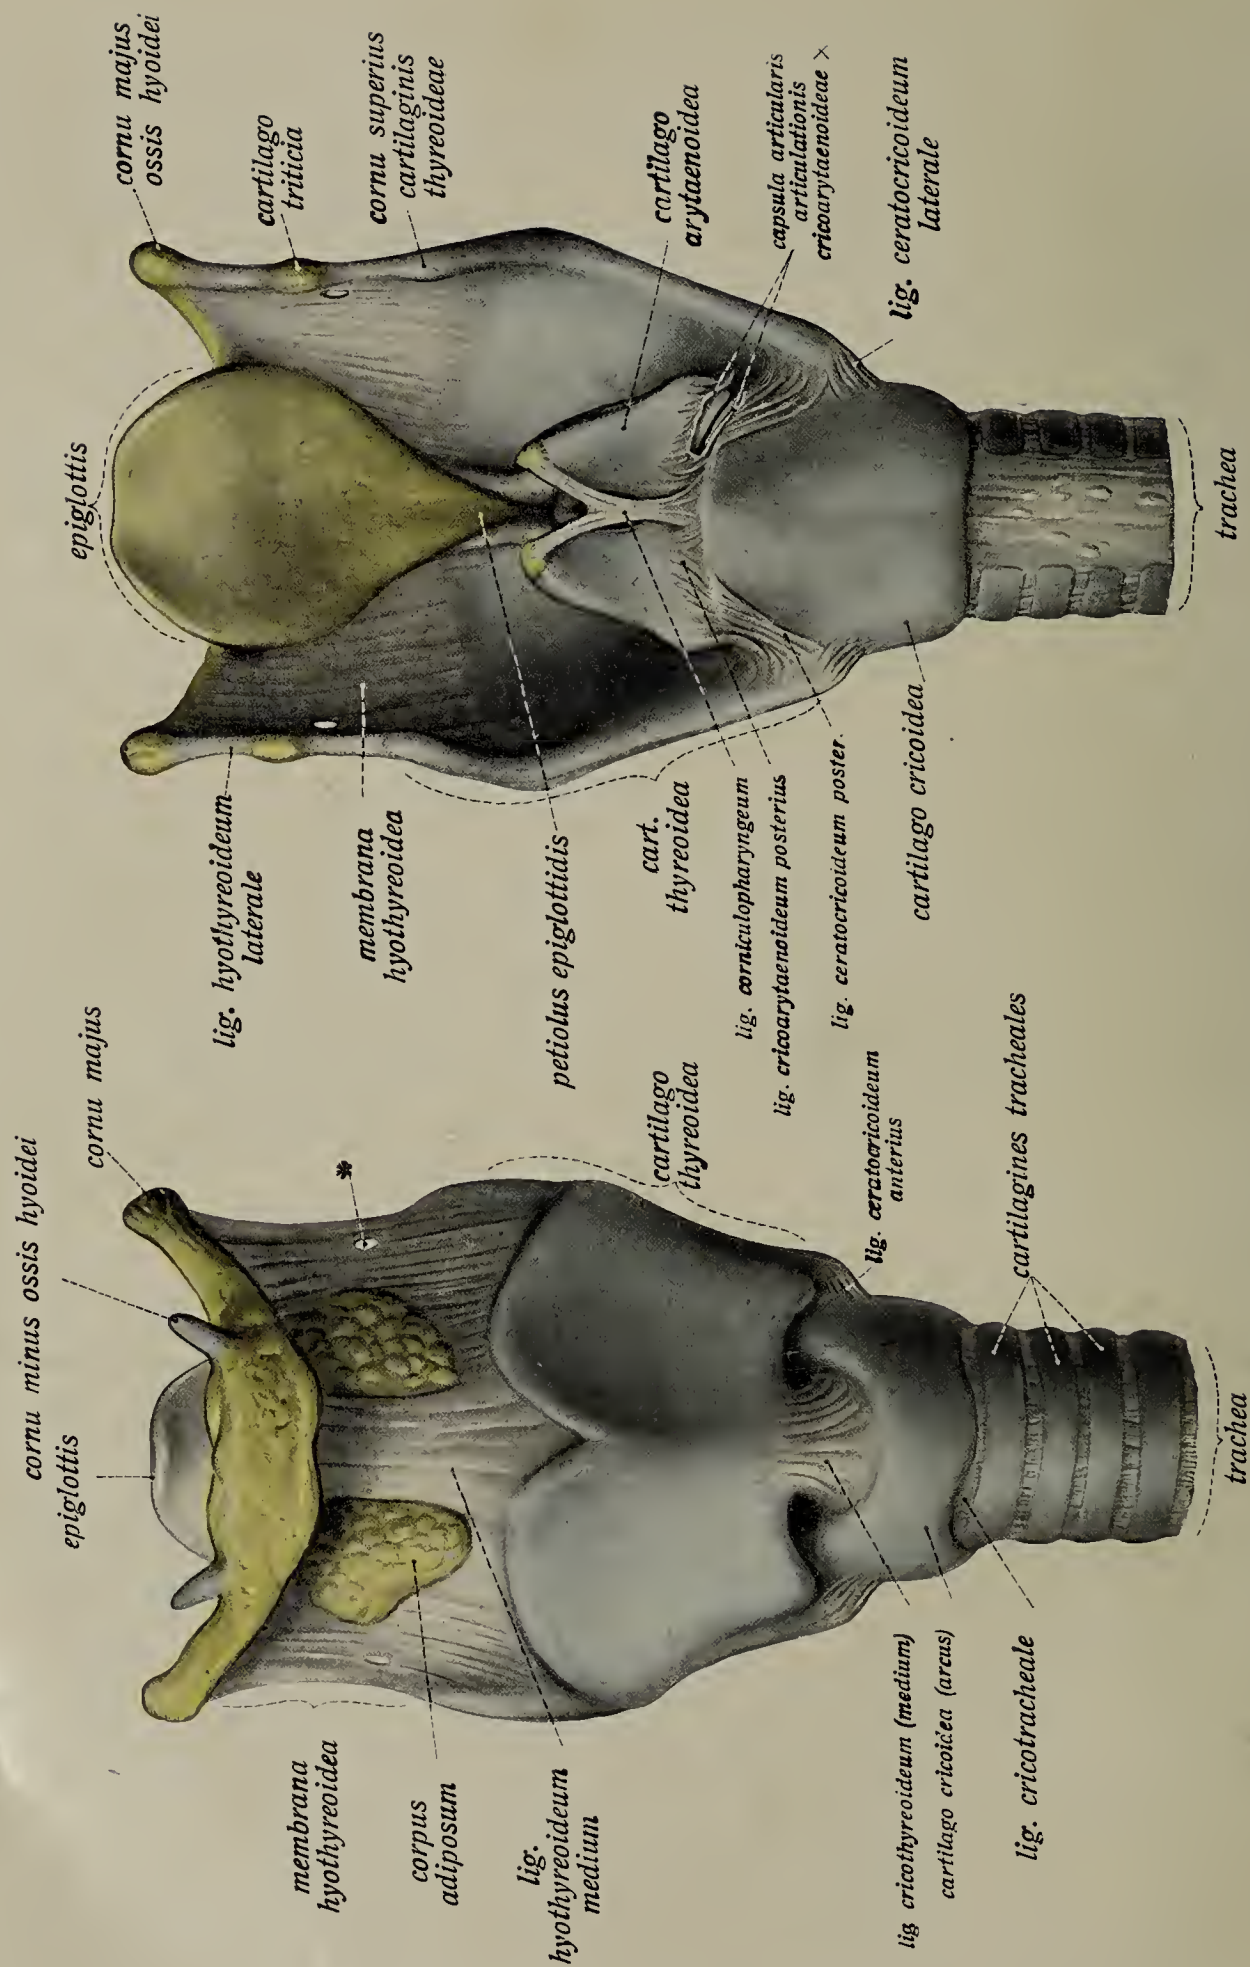 cornu minus ossis hyoidei
epiglottis
cornu majus
*
membrana
hyothyreoidea
corpus
adiposum
lig.
hyothyreoideum
medium
cartilago
thyreoidea
lig. ceratocricoideum
anterius
lig cricothyreoideum (medium)
cartilago cricoidea (arcus)
lig. cricotracheale
cartilagines tracheales
trachea
epiglottis
cornu majus
ossis hyoidei
cartilago
triticia
cornu superius
cartilaginis
thyreoideae
lig. hyothyreoideum
laterale
membrana
hyothyreoidea
petiolus epiglottidis
cart.
thyreoidea
cartilago
arytaenoidea
capsula articularis
articulationis
cricoarytaenoideae ×
lig. ceratocricoideum
laterale
lig. corniculopharyngeum
lig. cricoarytaenoideum posterius
lig. ceratocricoideum poster.
cartilago cricoidea
trachea